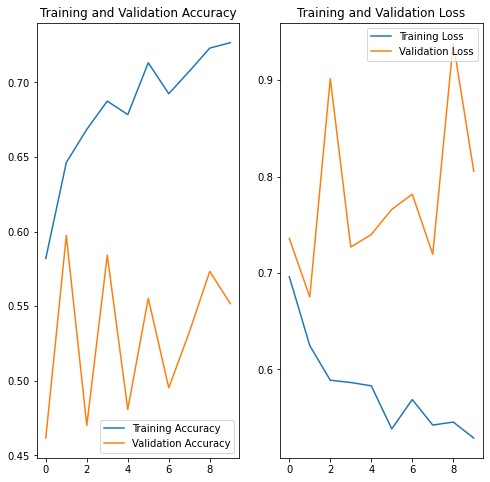 Training and Validation Accuracy
0.70
0.65
0.60
0.55
0.50
0.45
0 2 4 6 8
Training Accuracy
Validation Accuracy
Training and Validation Loss
Training Loss
Validation Loss
0.9
0.8
0.7
0.6
0 2 4 6 8